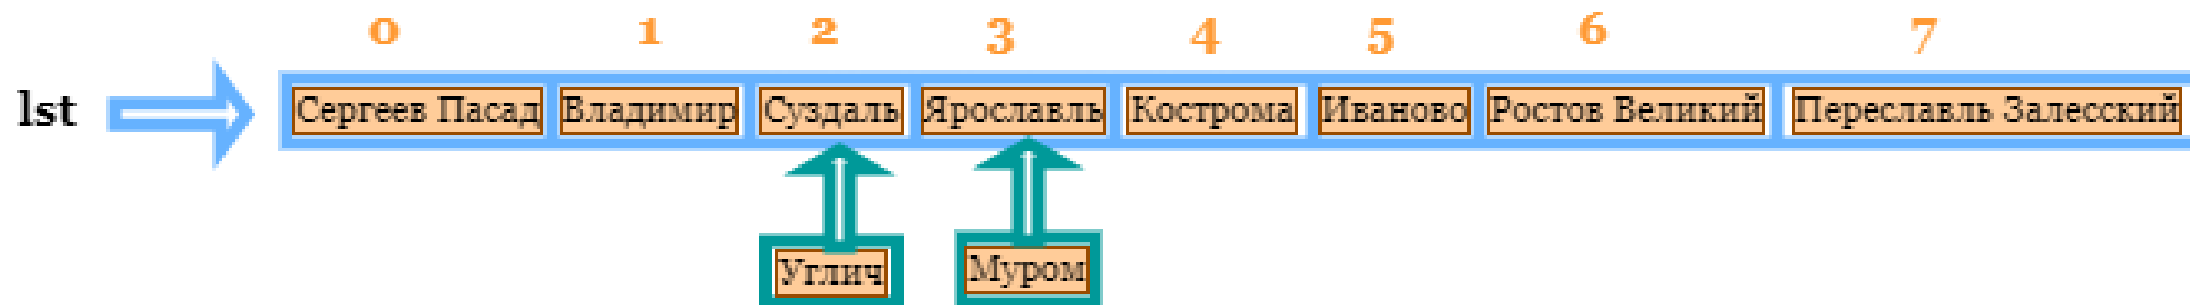 0 1 2 3 4 5 6 7
lst Сергеев Пасад Владимир Суздаль Ярославль Кострома Иваново Ростов Великий Переславль Залесский
Углич Муром